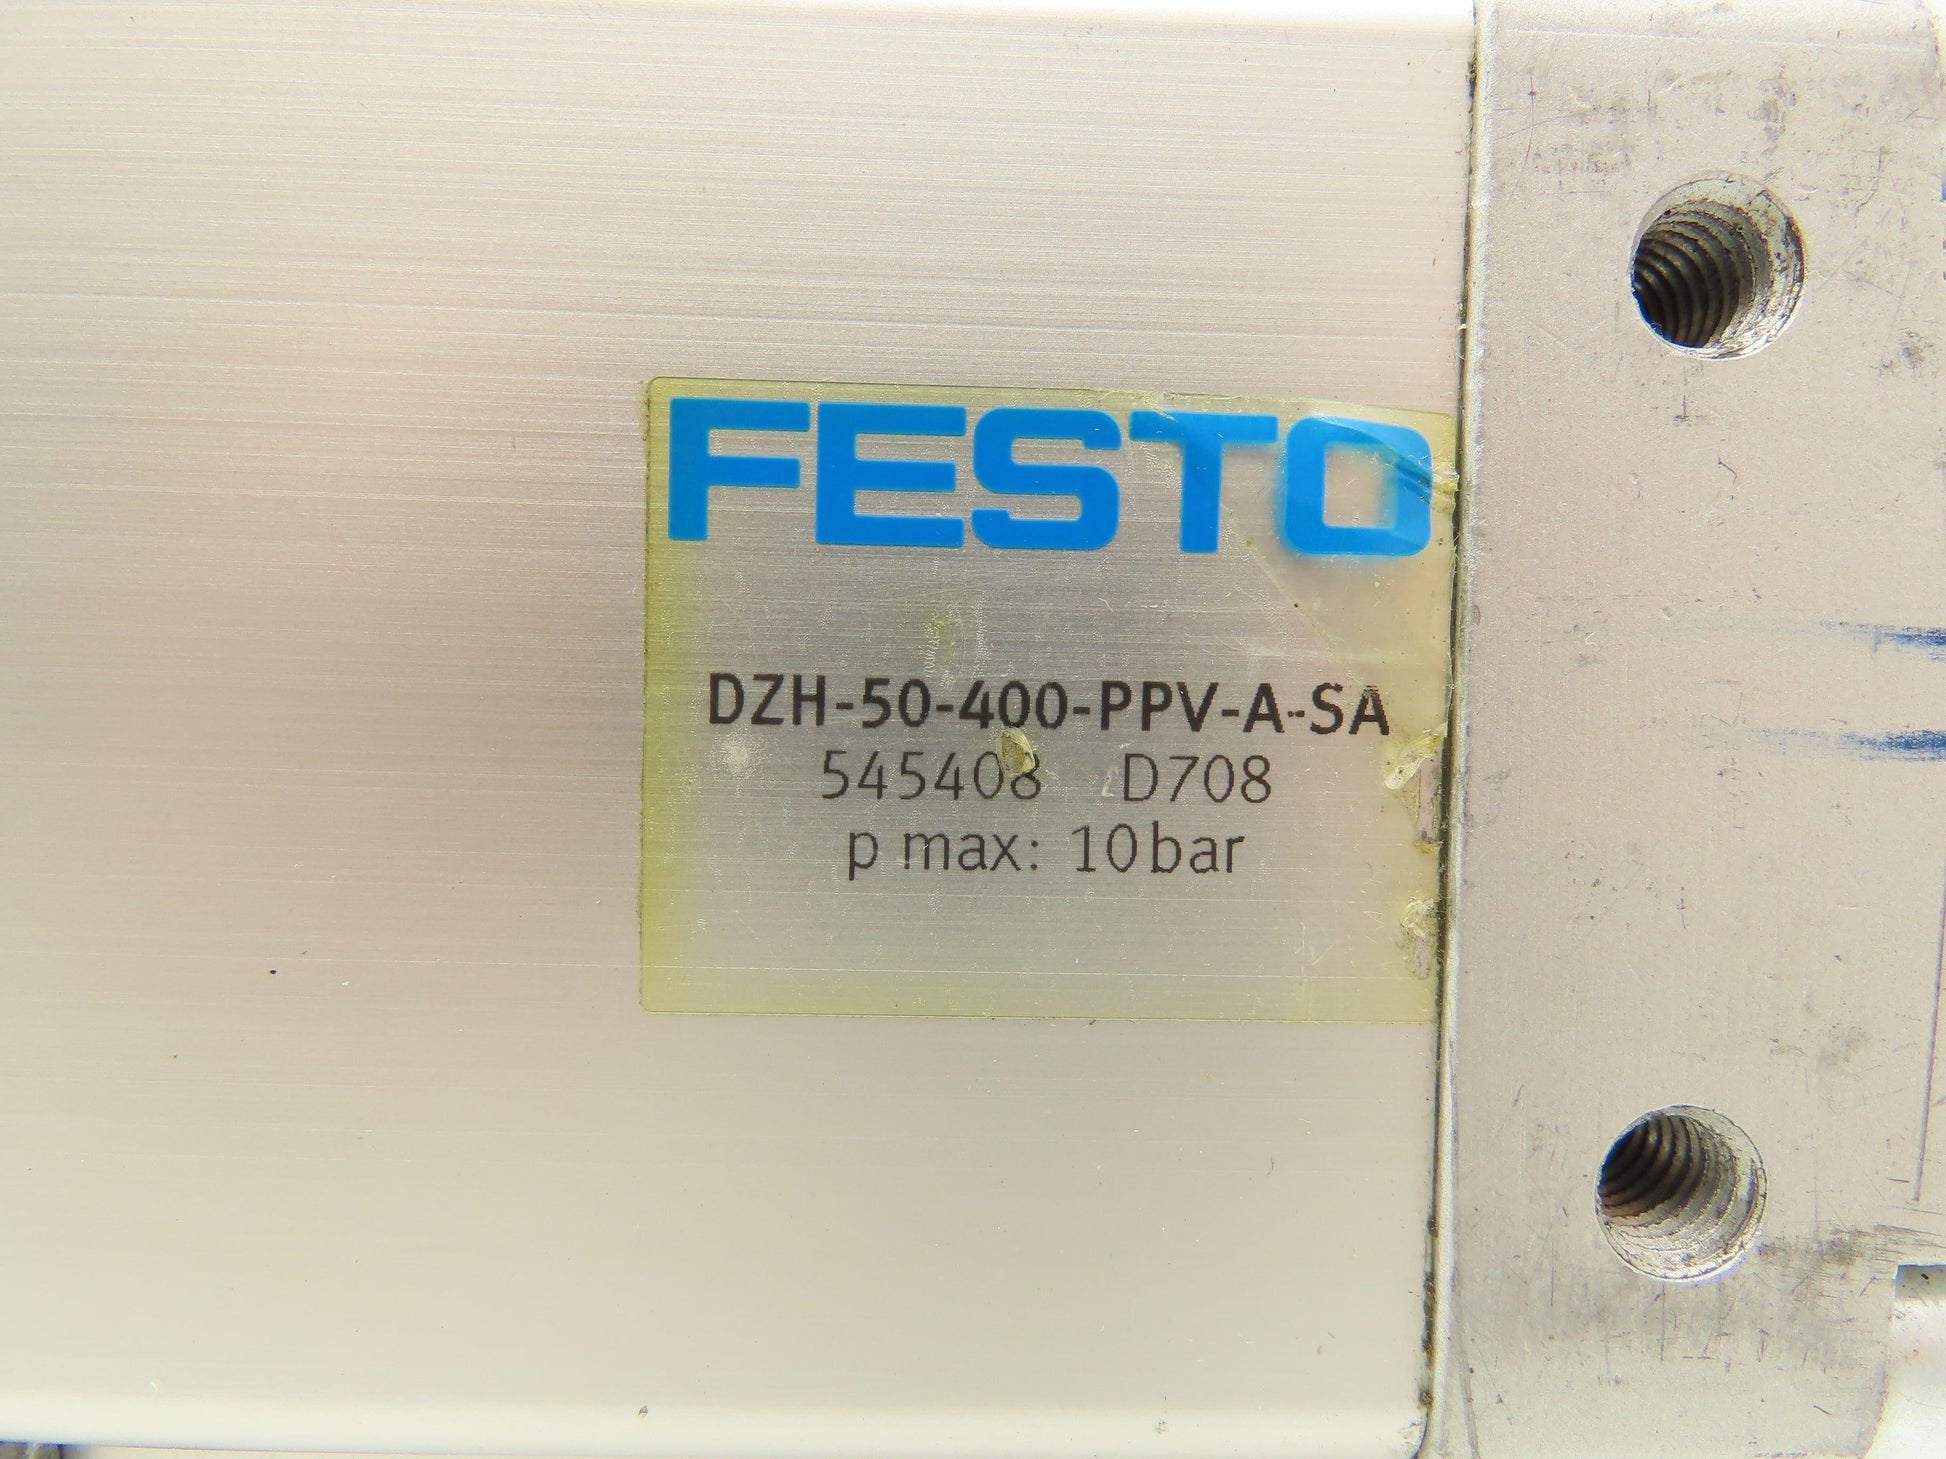 FESTO
DZH-50-400-PPV-A-SA
545408 D708
p max: 10bar